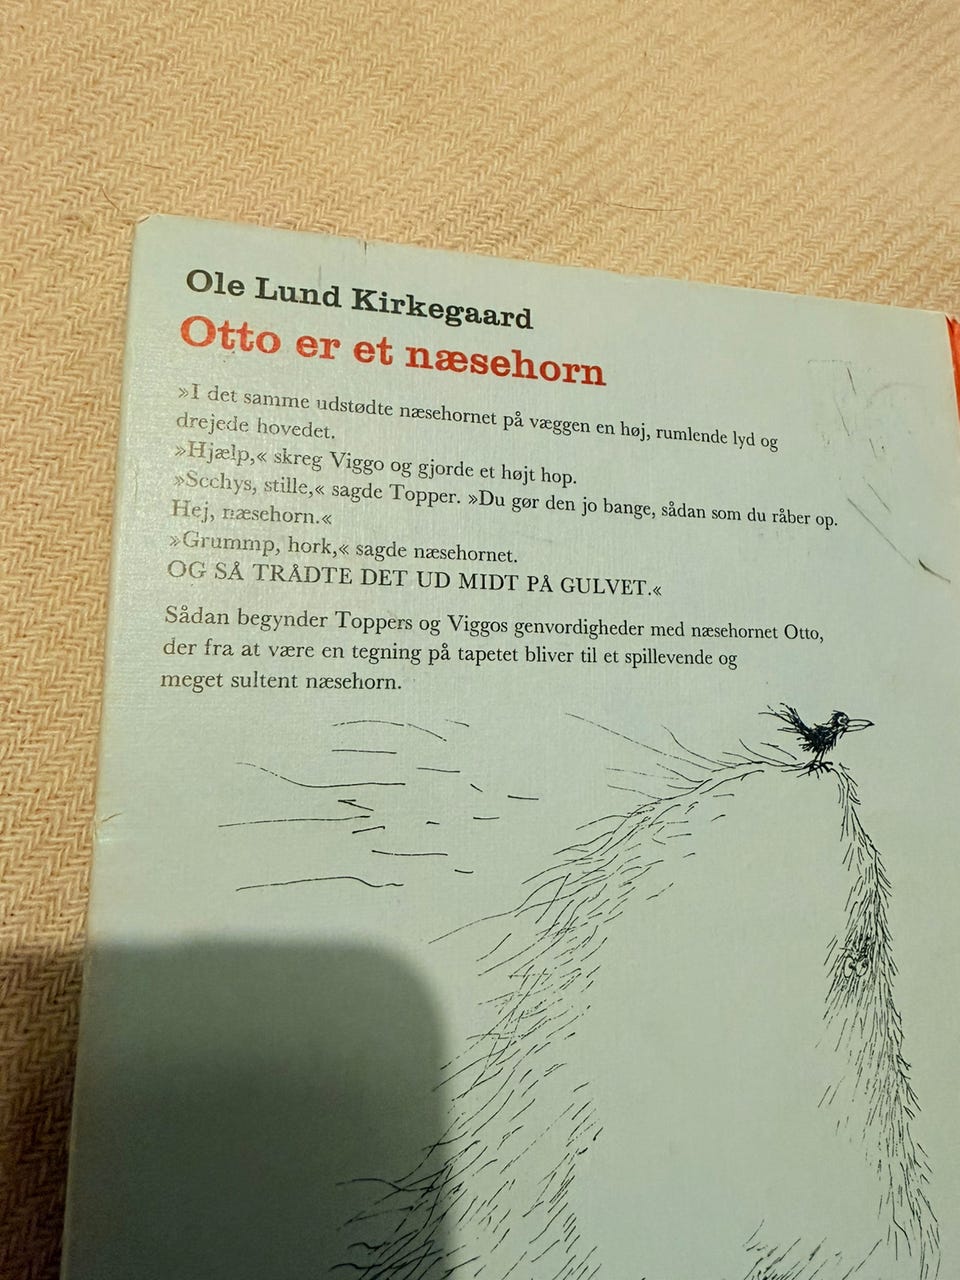 Ole Lund Kirkegaard
Otto er et næsehorn
»I det samme udstødte næsehornet på væggen en høj, rumlende lyd og
drejede hovedet.
»Hjælp,« skreg Viggo og gjorde et højt hop.
»Scchys, stille,« sagde Topper. »Du gør den jo bange, sådan som du råber op.
Hej, næsehorn.«
»Grummp, hork,« sagde næsehornet.
OG SÅ TRÅDTE DET UD MIDT PÅ GULVET.«
Sådan begynder Toppers og Viggos genvordigheder med næsehornet Otto,
der fra at være en tegning på tapetet bliver til et spillevende og
meget sultent næsehorn.